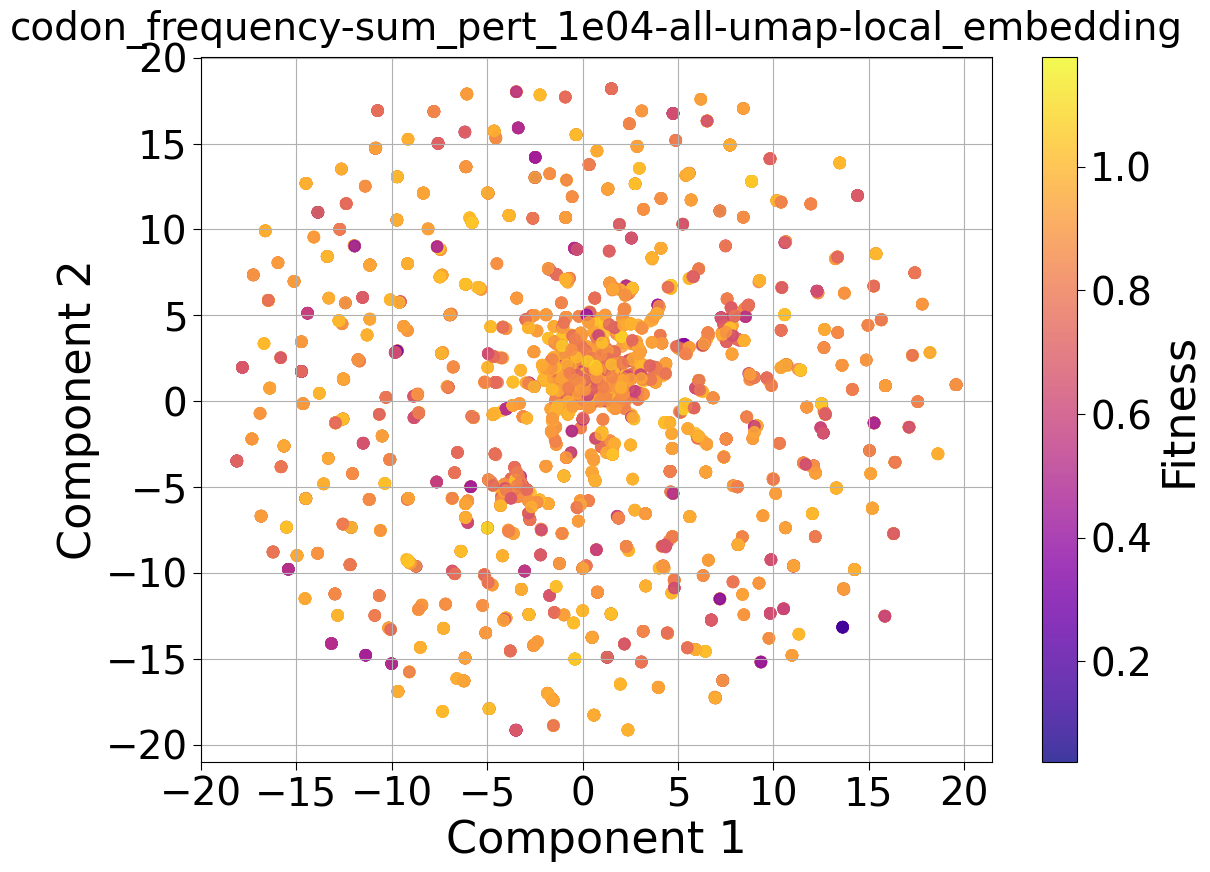 codon_frequency-sum_pert_1e04-all-umap-local_embedding
20
15
10
5
0
−5
−10
−15
−20
Component 2
−20 −15 −10 −5 0 5 10 15 20
Component 1
1.0
0.8
0.6
0.4
0.2
Fitness